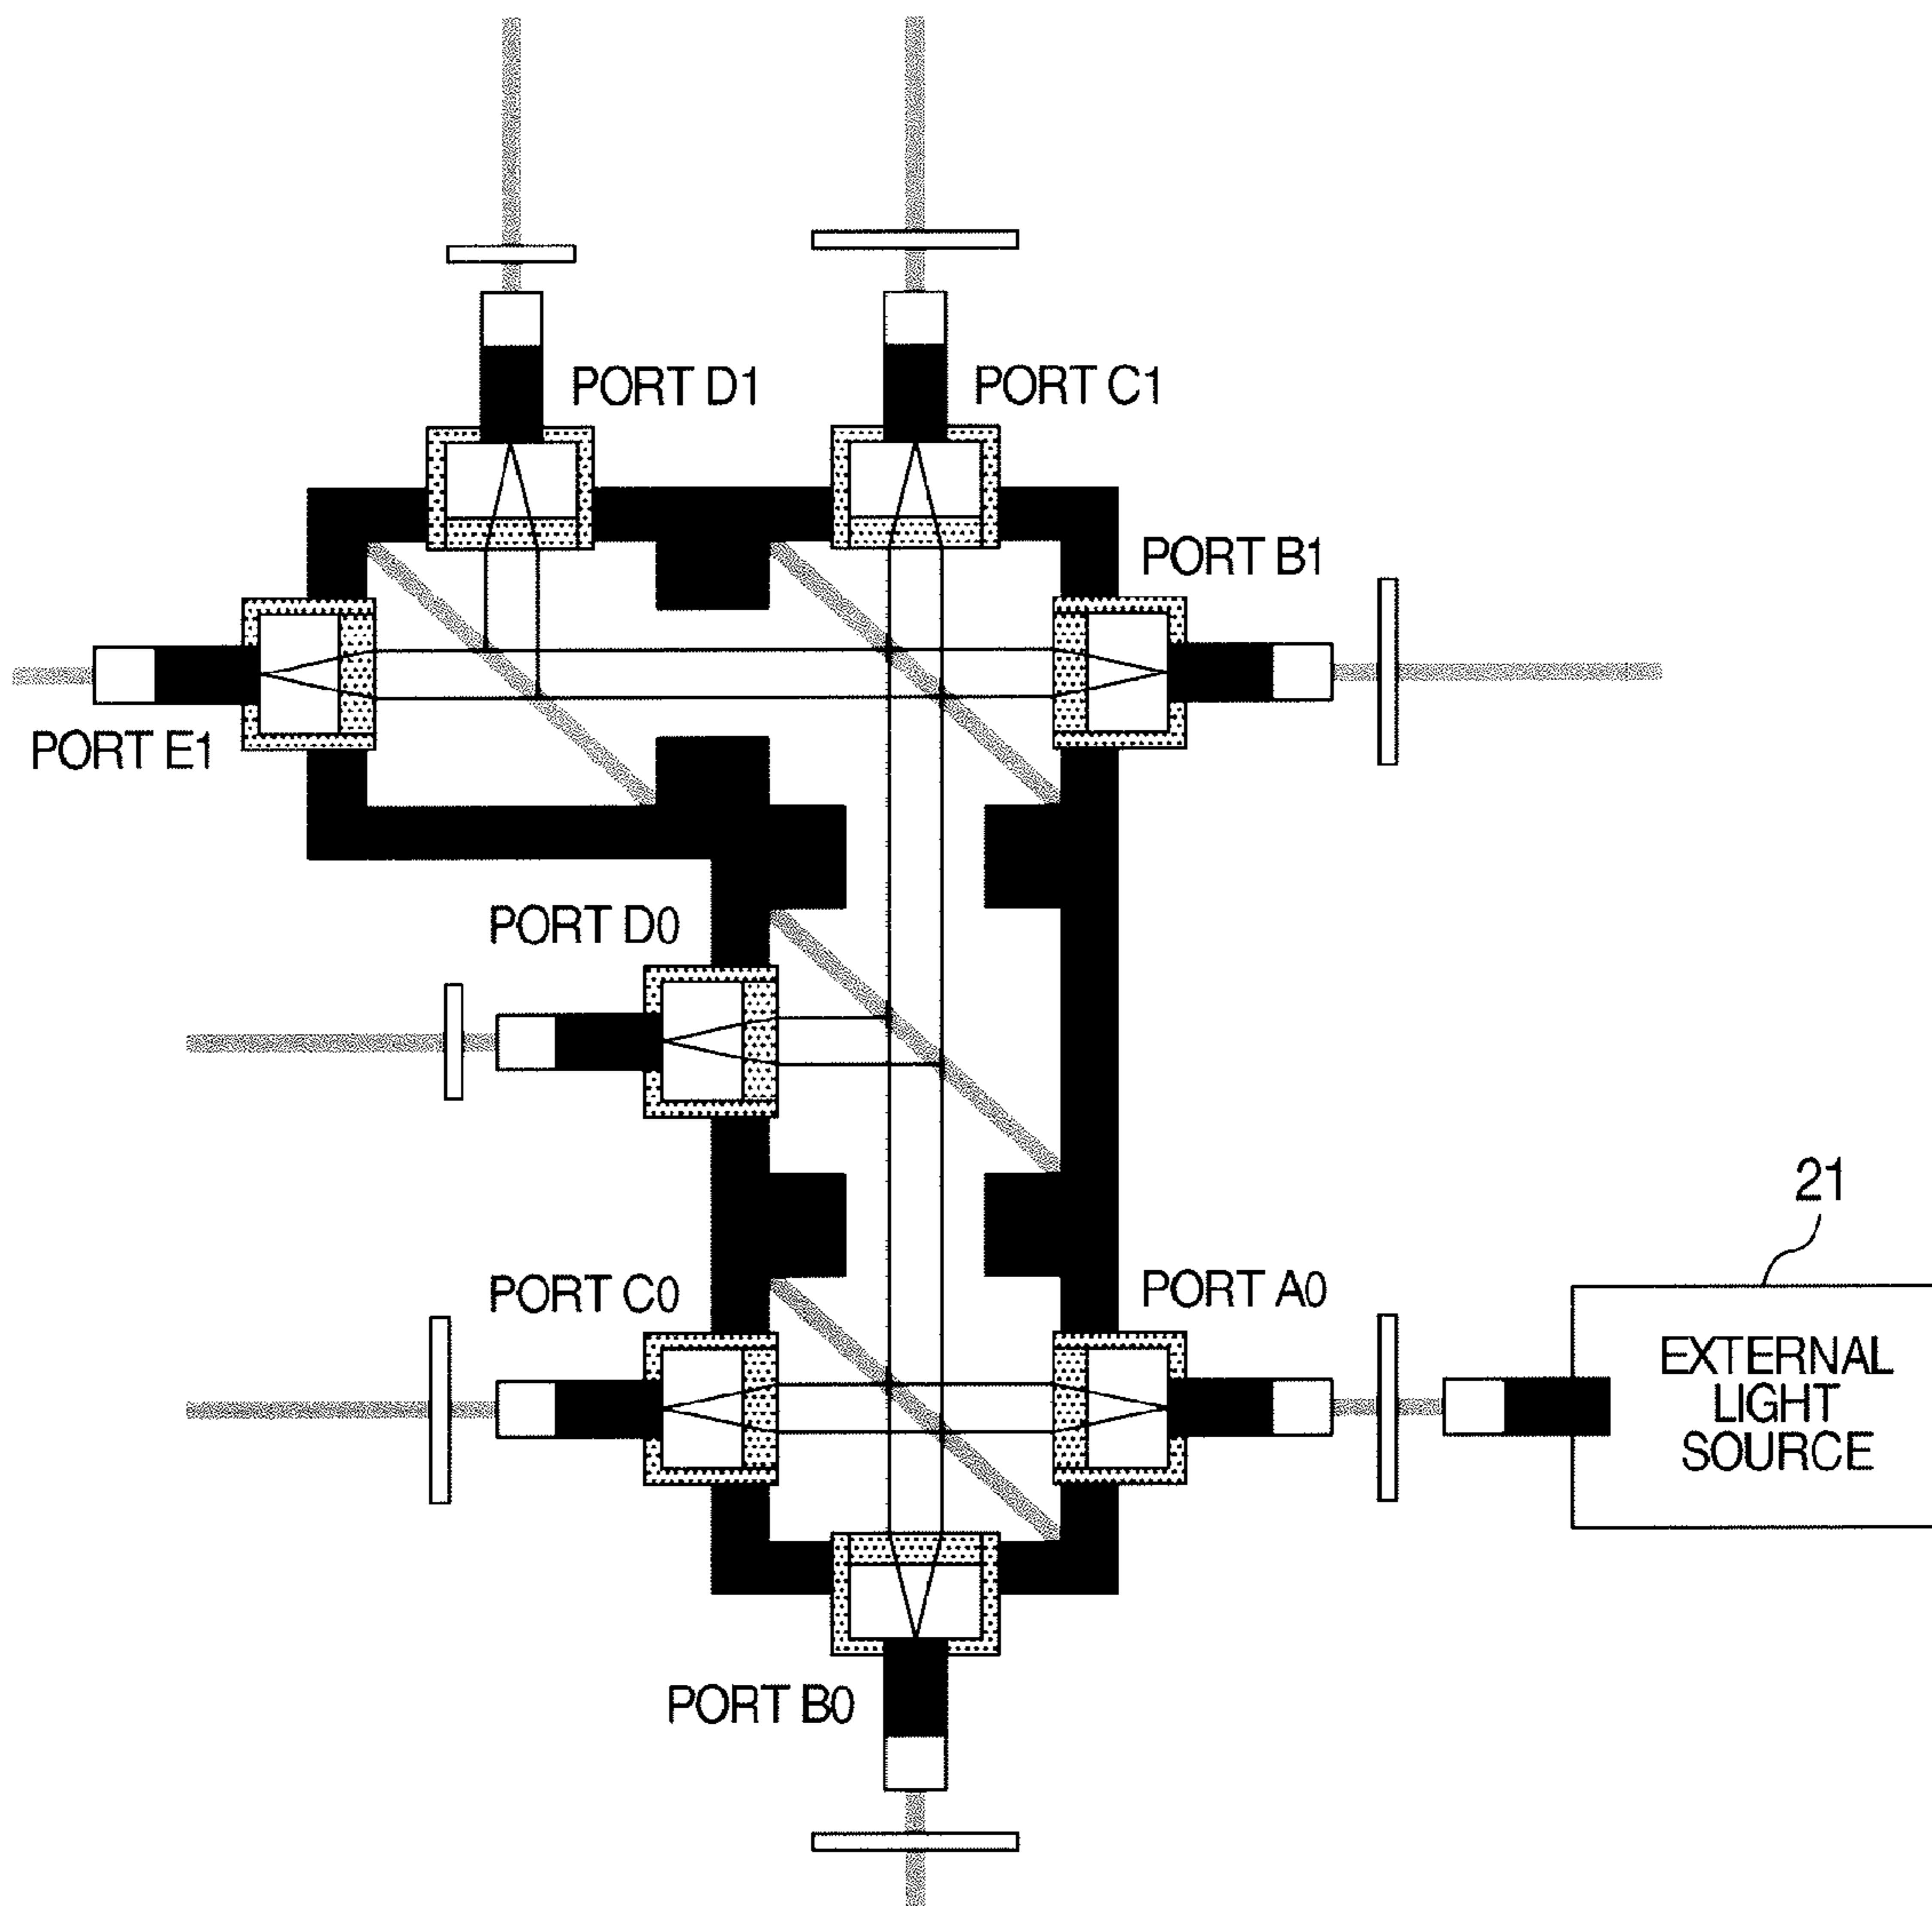 PORT D1
PORT C1
PORT B1
PORT E1
PORT D0
21
PORT C0
PORT A0
EXTERNAL
LIGHT
SOURCE
PORT B0